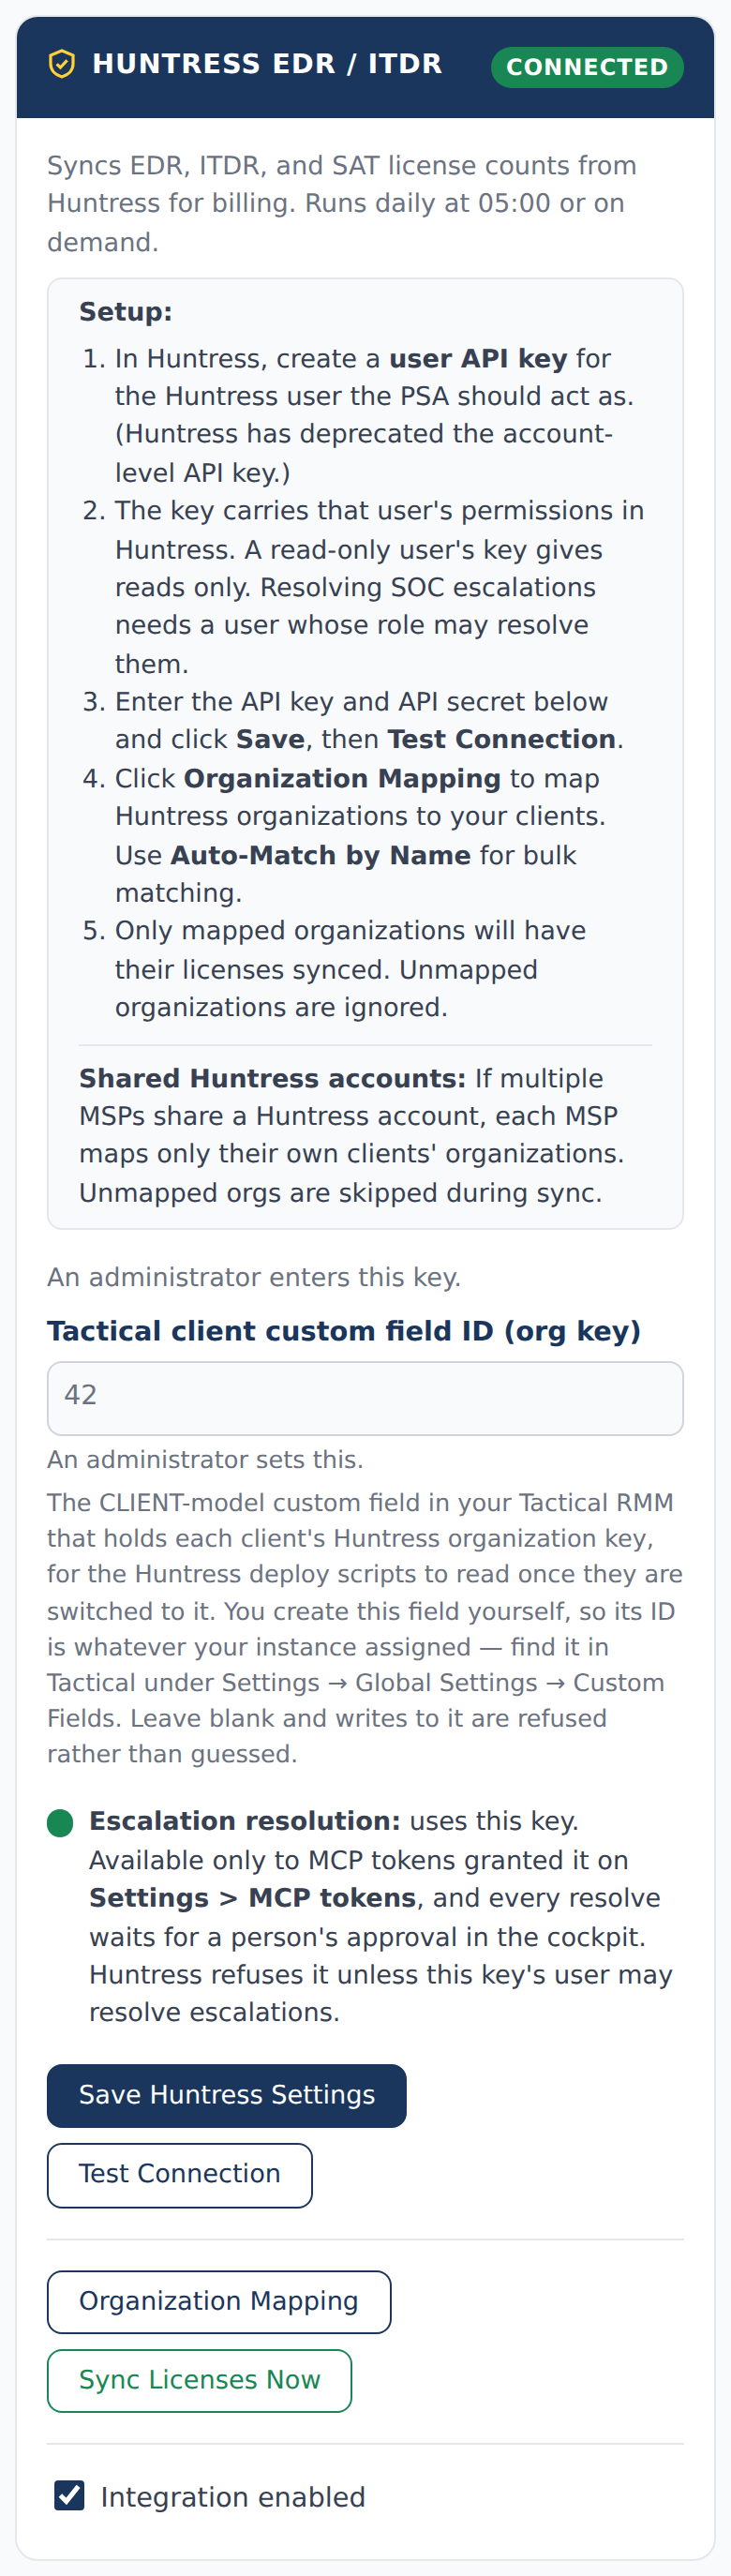 HUNTRESS EDR / ITDR
CONNECTED
Syncs EDR, ITDR, and SAT license counts from
Huntress for billing. Runs daily at 05:00 or on
demand.
Setup:
1. In Huntress, create a user API key for
the Huntress user the PSA should act as.
(Huntress has deprecated the account-
level API key.)
2. The key carries that user's permissions in
Huntress. A read-only user's key gives
reads only. Resolving SOC escalations
needs a user whose role may resolve
them.
3. Enter the API key and API secret below
and click Save, then Test Connection.
4. Click Organization Mapping to map
Huntress organizations to your clients.
Use Auto-Match by Name for bulk
matching.
5. Only mapped organizations will have
their licenses synced. Unmapped
organizations are ignored.
Shared Huntress accounts: If multiple
MSPs share a Huntress account, each MSP
maps only their own clients' organizations.
Unmapped orgs are skipped during sync.
An administrator enters this key.
Tactical client custom field ID (org key)
42
An administrator sets this.
The CLIENT-model custom field in your Tactical RMM
that holds each client's Huntress organization key,
for the Huntress deploy scripts to read once they are
switched to it. You create this field yourself, so its ID
is whatever your instance assigned — find it in
Tactical under Settings → Global Settings → Custom
Fields. Leave blank and writes to it are refused
rather than guessed.
Escalation resolution: uses this key.
Available only to MCP tokens granted it on
Settings > MCP tokens, and every resolve
waits for a person's approval in the cockpit.
Huntress refuses it unless this key's user may
resolve escalations.
Save Huntress Settings
Test Connection
Organization Mapping
Sync Licenses Now
Integration enabled